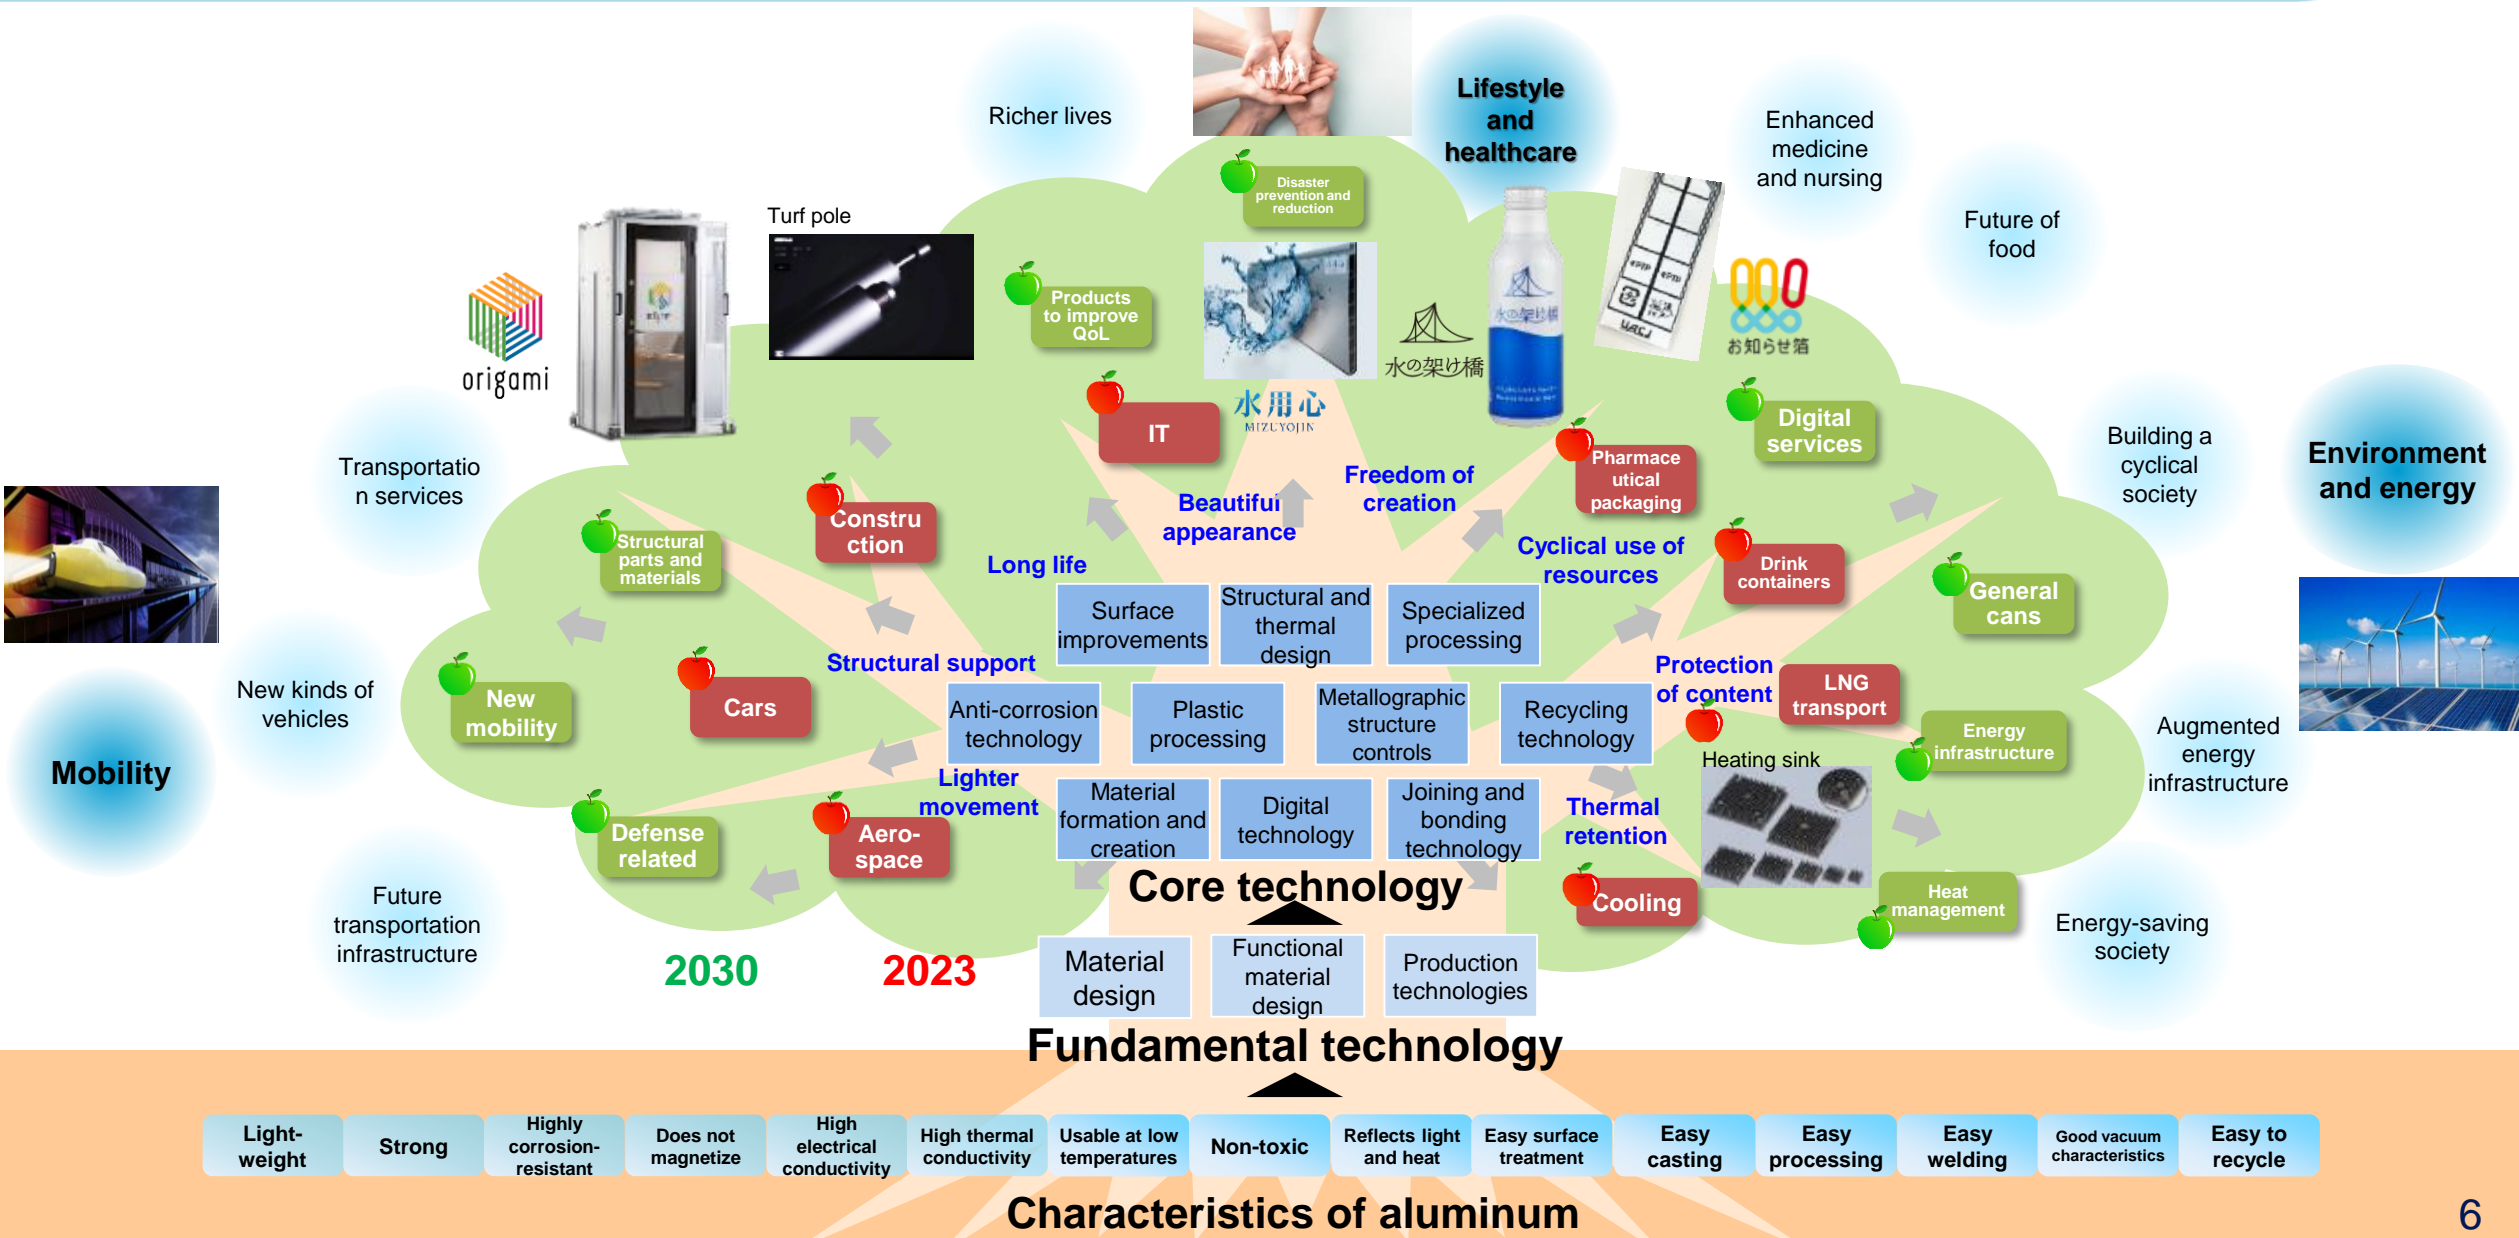 Richer lives
Lifestyle
and
healthcare
Enhanced
medicine
and nursing
Future of
food
Disaster
prevention and
reduction
Turf pole
origami
Products
to improve
QoL
水用心
MIZUYOJIN
水の架け橋
水の架け橋
UACJ
お知らせ箔
IT
Digital
services
Pharmace
utical
packaging
Transportatio
n services
Building a
cyclical
society
Environment
and energy
Beautiful
appearance
Freedom of
creation
Constru
ction
Structural
parts and
materials
Long life
Cyclical use of
resources
Drink
containers
General
cans
Surface
improvements
Structural and
thermal
design
Specialized
processing
Structural support
Protection
of content
LNG
transport
New kinds of
vehicles
New
mobility
Cars
Anti-corrosion
technology
Plastic
processing
Metallographic
structure
controls
Recycling
technology
Energy
infrastructure
Augmented
energy
infrastructure
Mobility
Heating sink
Lighter
movement
Material
formation and
creation
Digital
technology
Joining and
bonding
technology
Thermal
retention
Defense
related
Aero-
space
Core technology
Cooling
Heat
management
Future
transportation
infrastructure
Energy-saving
society
2030
2023
Material
design
Functional
material
design
Production
technologies
Fundamental technology
Light-
weight
Strong
Highly
corrosion-
resistant
Does not
magnetize
High
electrical
conductivity
High thermal
conductivity
Usable at low
temperatures
Non-toxic
Reflects light
and heat
Easy surface
treatment
Easy
casting
Easy
processing
Easy
welding
Good vacuum
characteristics
Easy to
recycle
Characteristics of aluminum
6